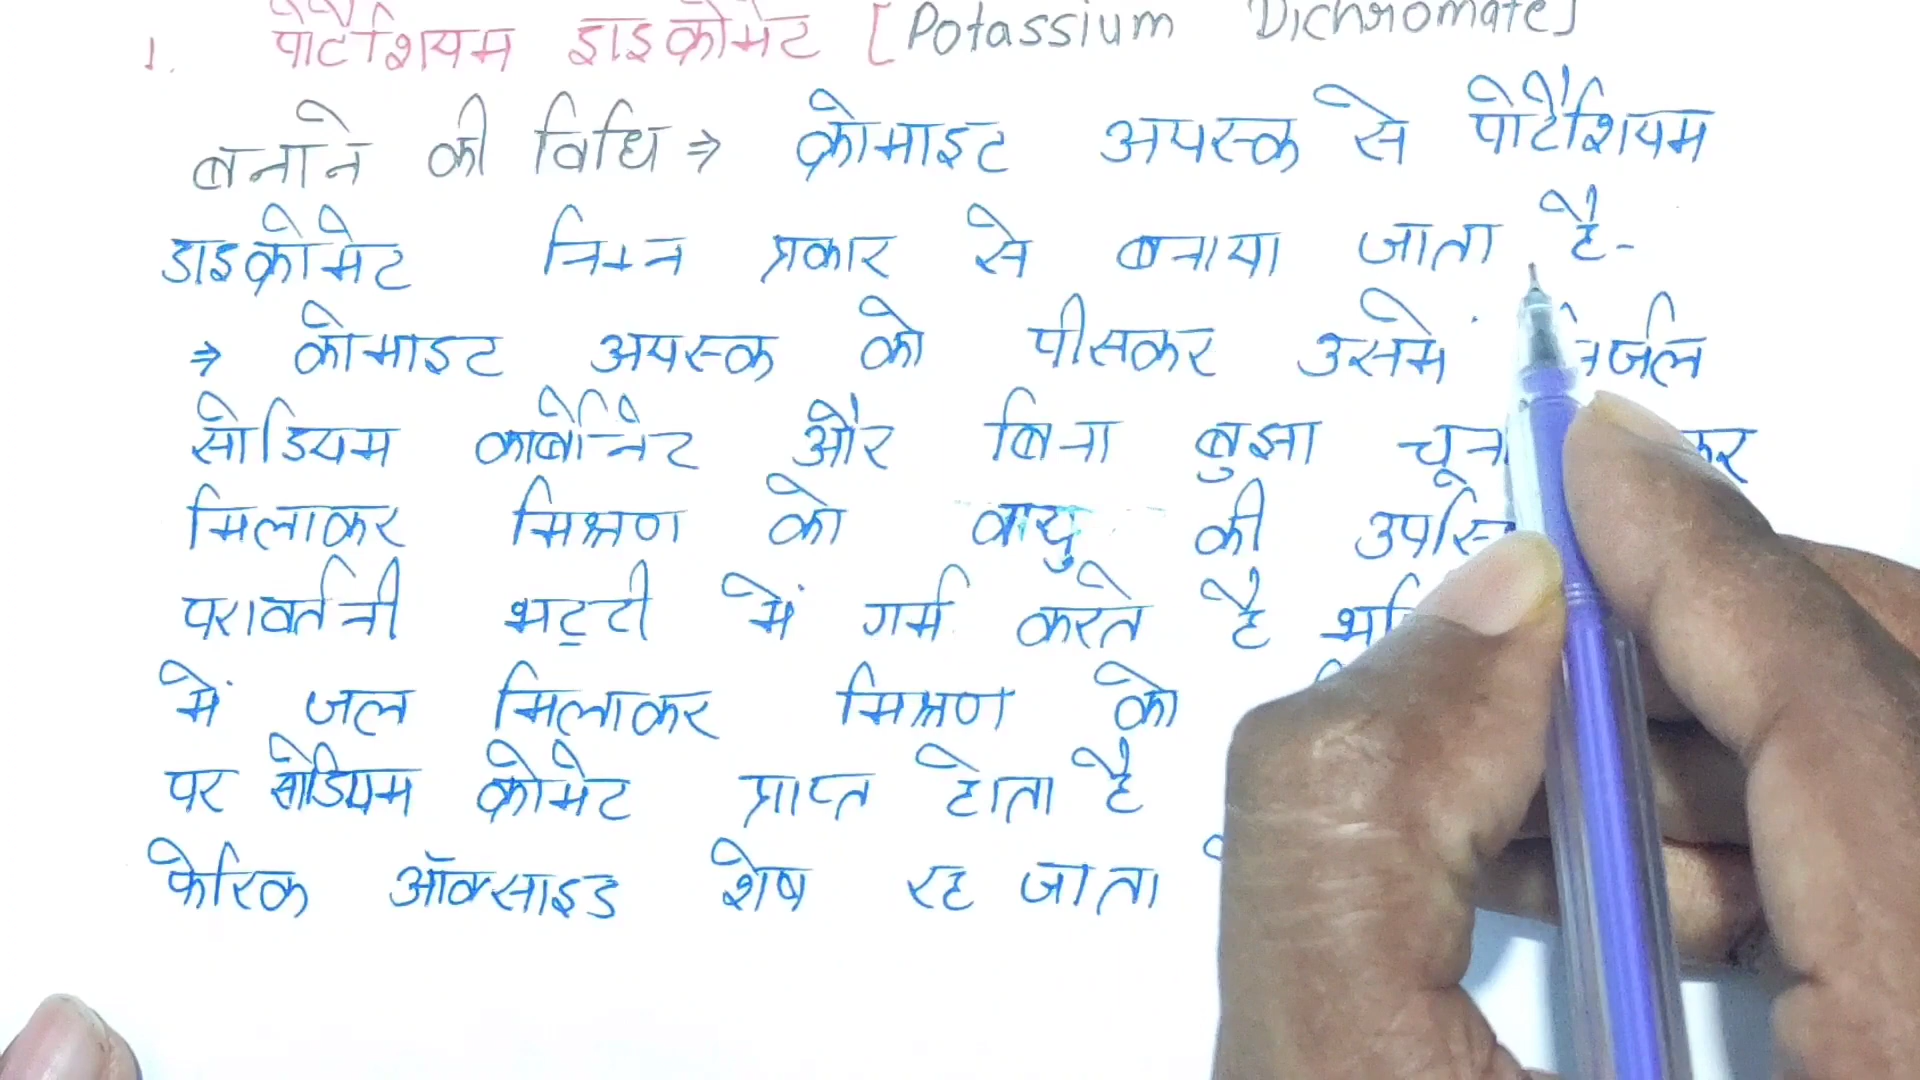 1. पोटैशियम डाइक्रोमेट [Potassium Dichromate]
बनाने की विधि ⇒ क्रोमाइट अयस्क से पोटैशियम
डाइक्रोमेट निम्न प्रकार से बनाया जाता है-
⇒ क्रोमाइट अयस्क को पीसकर उसमें निर्जल
सोडियम कार्बोनेट और बिना बुझा चूना
मिलाकर मिश्रण को वायु की
परावर्तनी भट्टी में गर्म करते है
में जल मिलाकर मिश्रण को
पर सोडियम क्रोमेट प्राप्त होता है
फेरिक ऑक्साइड शेष रह जाता